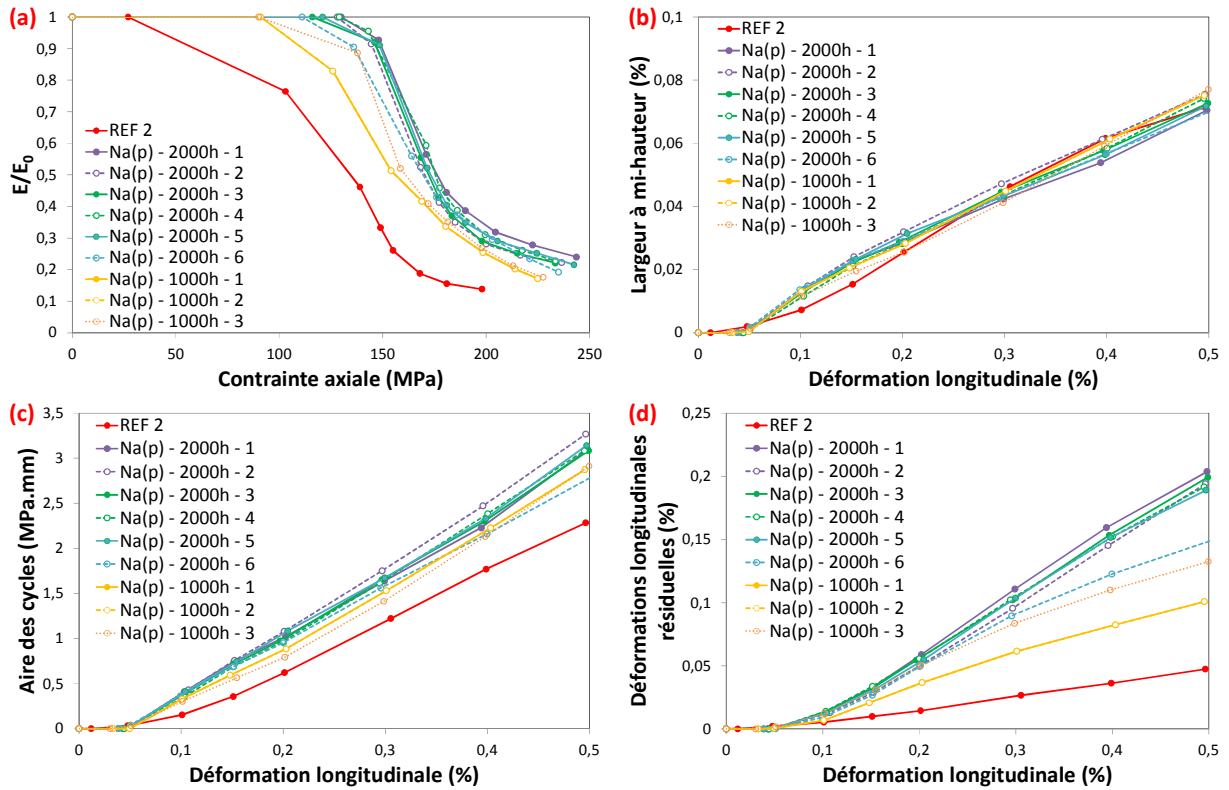 (a)
1
0,9
0,8
0,7
0,6
0,5
0,4
0,3
0,2
0,1
0
E/E0
REF 2
Na(p) - 2000h - 1
Na(p) - 2000h - 2
Na(p) - 2000h - 3
Na(p) - 2000h - 4
Na(p) - 2000h - 5
Na(p) - 2000h - 6
Na(p) - 1000h - 1
Na(p) - 1000h - 2
Na(p) - 1000h - 3
0 50 100 150 200 250
Contrainte axiale (MPa)
(b)
0,1
0,08
0,06
0,04
0,02
0
Largeur à mi-hauteur (%)
REF 2
Na(p) - 2000h - 1
Na(p) - 2000h - 2
Na(p) - 2000h - 3
Na(p) - 2000h - 4
Na(p) - 2000h - 5
Na(p) - 2000h - 6
Na(p) - 1000h - 1
Na(p) - 1000h - 2
Na(p) - 1000h - 3
0 0,1 0,2 0,3 0,4 0,5
Déformation longitudinale (%)
(c)
3,5
3
2,5
2
1,5
1
0,5
0
Aire des cycles (MPa.mm)
REF 2
Na(p) - 2000h - 1
Na(p) - 2000h - 2
Na(p) - 2000h - 3
Na(p) - 2000h - 4
Na(p) - 2000h - 5
Na(p) - 2000h - 6
Na(p) - 1000h - 1
Na(p) - 1000h - 2
Na(p) - 1000h - 3
0 0,1 0,2 0,3 0,4 0,5
Déformation longitudinale (%)
(d)
0,25
0,2
0,15
0,1
0,05
0
Déformations longitudinales
résiduelles (%)
REF 2
Na(p) - 2000h - 1
Na(p) - 2000h - 2
Na(p) - 2000h - 3
Na(p) - 2000h - 4
Na(p) - 2000h - 5
Na(p) - 2000h - 6
Na(p) - 1000h - 1
Na(p) - 1000h - 2
Na(p) - 1000h - 3
0 0,1 0,2 0,3 0,4 0,5
Déformation longitudinale (%)